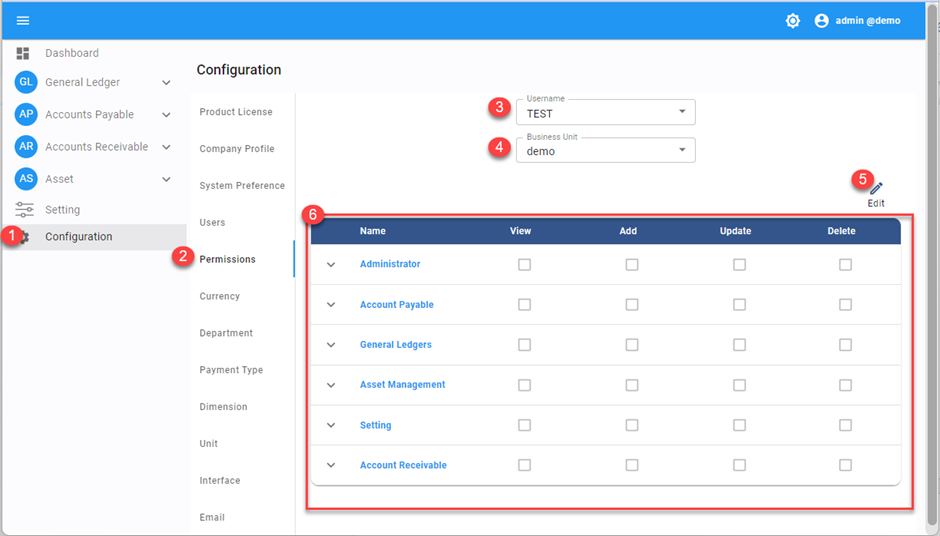 admin @demo
Dashboard
GL General Ledger
AP Accounts Payable
AR Accounts Receivable
AS Asset
Setting
1 Configuration
Configuration
Product License
Company Profile
System Preference
Users
2 Permissions
Currency
Department
Payment Type
Dimension
Unit
Interface
Email
3 Username
TEST
4 Business Unit
demo
5
Edit
6
Name View Add Update Delete
Administrator
Account Payable
General Ledgers
Asset Management
Setting
Account Receivable